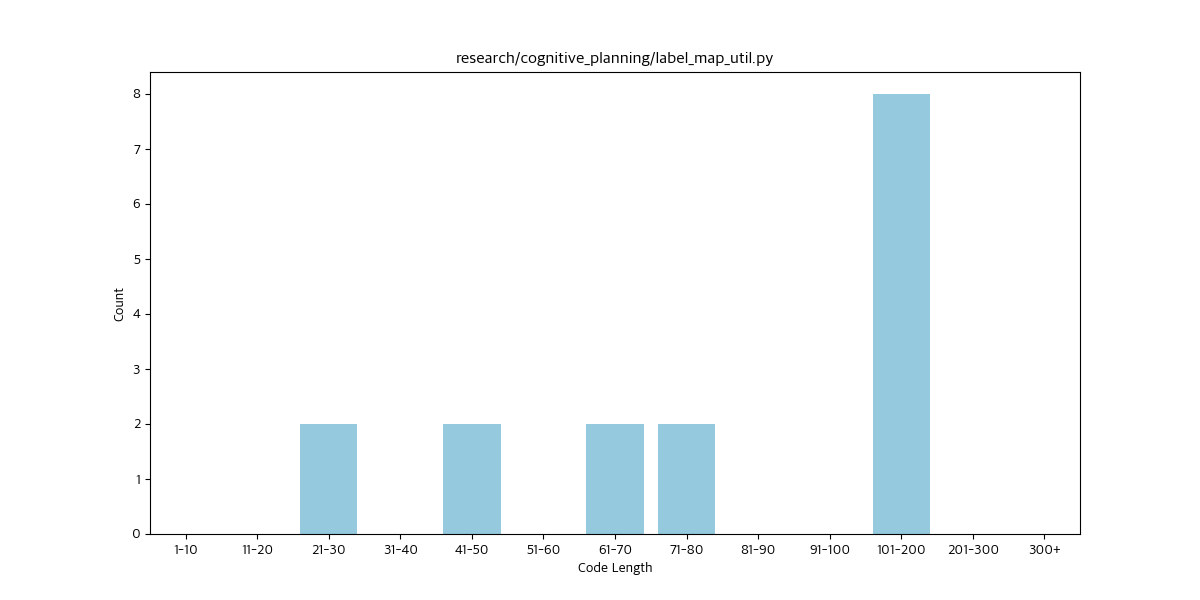 research/cognitive_planning/label_map_util.py
8
7
6
5
4
3
2
1
0
Count
1-10 11-20 21-30 31-40 41-50 51-60 61-70 71-80 81-90 91-100 101-200 201-300 300+
Code Length